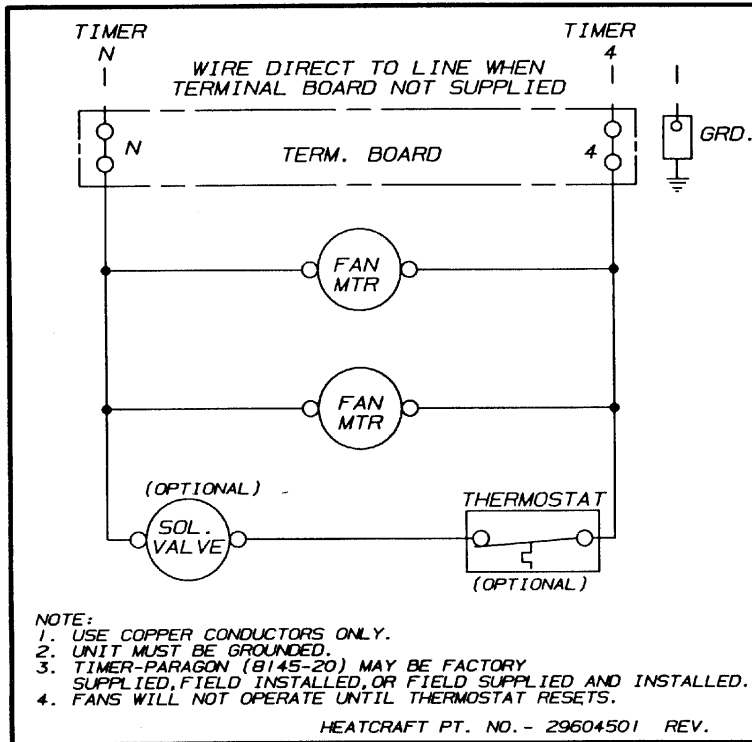 TIMER
N
TIMER
4
WIRE DIRECT TO LINE WHEN
TERMINAL BOARD NOT SUPPLIED
N
TERM. BOARD
4
GRD.
FAN
MTR
FAN
MTR
(OPTIONAL)
SOL.
VALVE
THERMOSTAT
(OPTIONAL)
NOTE:
1. USE COPPER CONDUCTORS ONLY.
2. UNIT MUST BE GROUNDED.
3. TIMER-PARAGON (8145-20) MAY BE FACTORY
SUPPLIED, FIELD INSTALLED, OR FIELD SUPPLIED AND INSTALLED.
4. FANS WILL NOT OPERATE UNTIL THERMOSTAT RESETS.
HEATCRAFT PT. NO.- 29604501 REV.